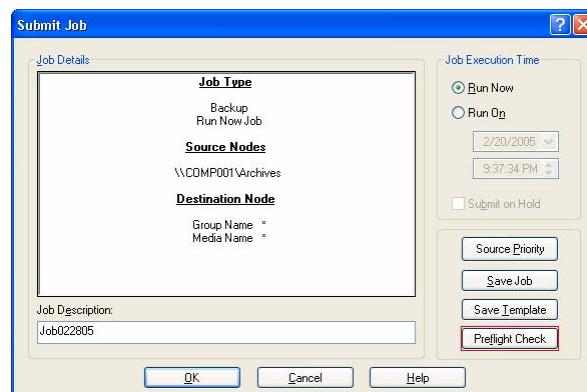 Submit Job
Job Details
Job Type
Backup
Run Now Job
Source Nodes
\\COMP001\Archives
Destination Node
Group Name *
Media Name *
Job Description:
Job022805
Job Execution Time
Run Now
Run On
2/20/2005
9:37:34 PM
Submit on Hold
Source Priority
Save Job
Save Template
Preflight Check
OK
Cancel
Help